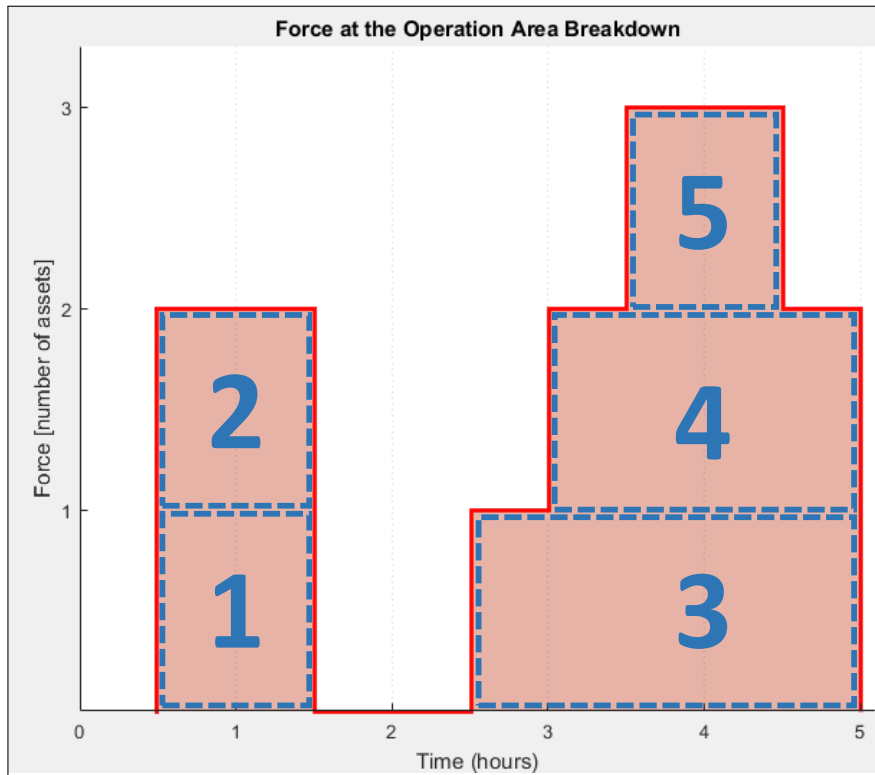 Force at the Operation Area Breakdown
3
5
Force [number of assets]
2
2
4
1
1
3
0 1 2 3 4 5
Time (hours)